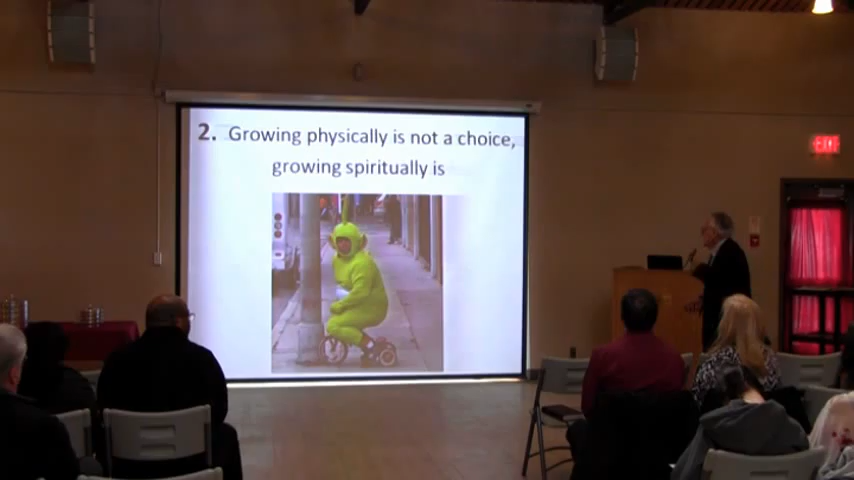 2. Growing physically is not a choice,
growing spiritually is
EXIT